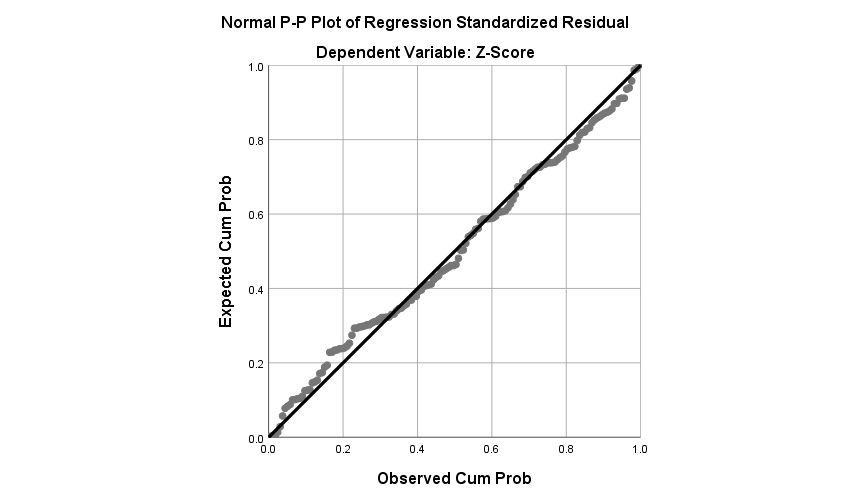 Normal P-P Plot of Regression Standardized Residual
Dependent Variable: Z-Score
1.0
0.8
0.6
0.4
0.2
0.0
Expected Cum Prob
0.0 0.2 0.4 0.6 0.8 1.0
Observed Cum Prob